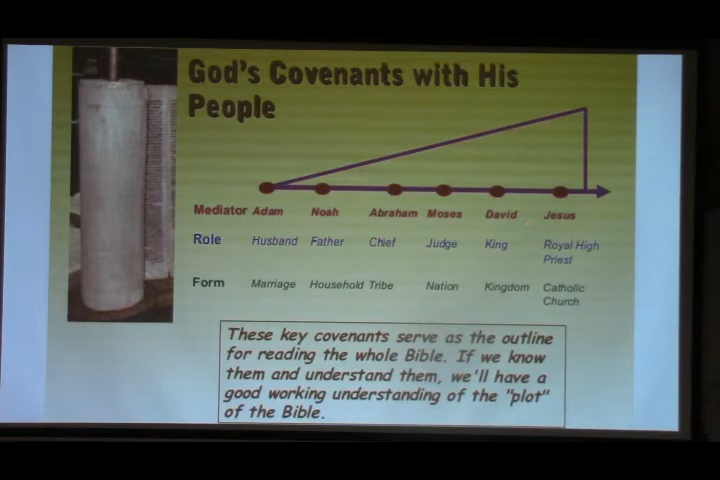 God's Covenants with His
People
Mediator Adam Noah Abraham Moses David Jesus
Role Husband Father Chief Judge King Royal High
Priest
Form Marriage Household Tribe Nation Kingdom Catholic
Church
These key covenants serve as the outline
for reading the whole Bible. If we know
them and understand them, we'll have a
good working understanding of the "plot"
of the Bible.